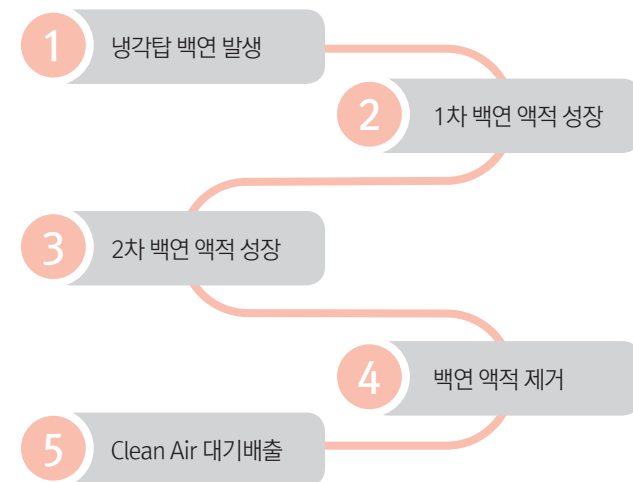 1
냉각탑 백연 발생
2
1차 백연 액적 성장
3
2차 백연 액적 성장
4
백연 액적 제거
5
Clean Air 대기배출